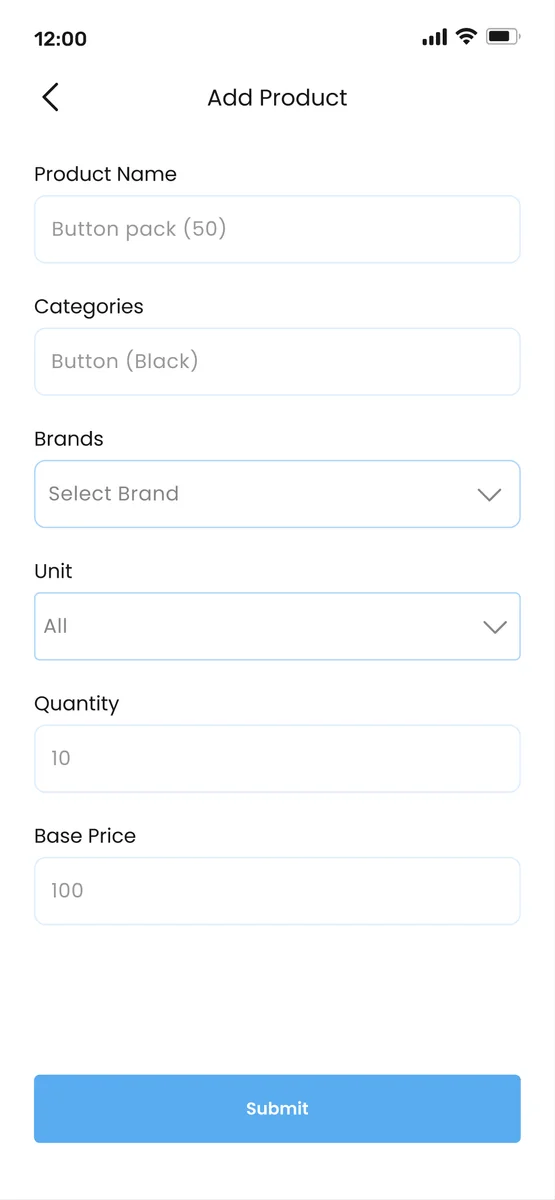 12:00
Add Product
Product Name
Button pack (50)
Categories
Button (Black)
Brands
Select Brand
Unit
All
Quantity
10
Base Price
100
Submit